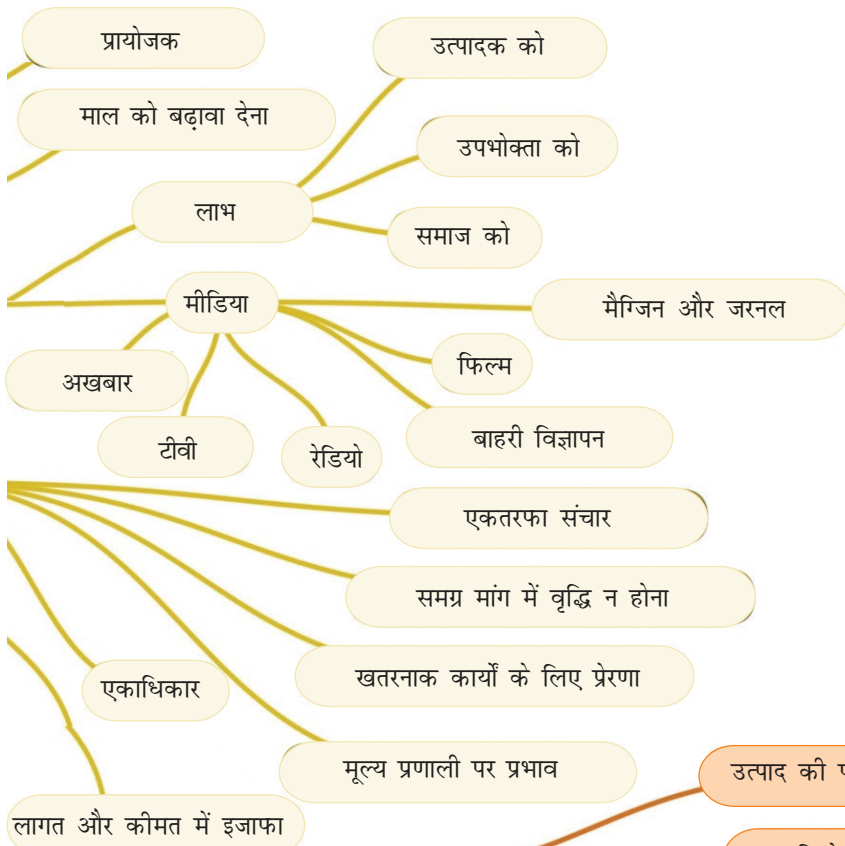 प्रायोजक
उत्पादक को
माल को बढ़ावा देना
उपभोक्ता को
लाभ
समाज को
मीडिया
मैग्जिन और जरनल
फिल्म
अखबार
बाहरी विज्ञापन
टीवी
रेडियो
एकतरफा संचार
समग्र मांग में वृद्धि न होना
खतरनाक कार्यों के लिए प्रेरणा
एकाधिकार
मूल्य प्रणाली पर प्रभाव
उत्पाद की
लागत और कीमत में इजाफा